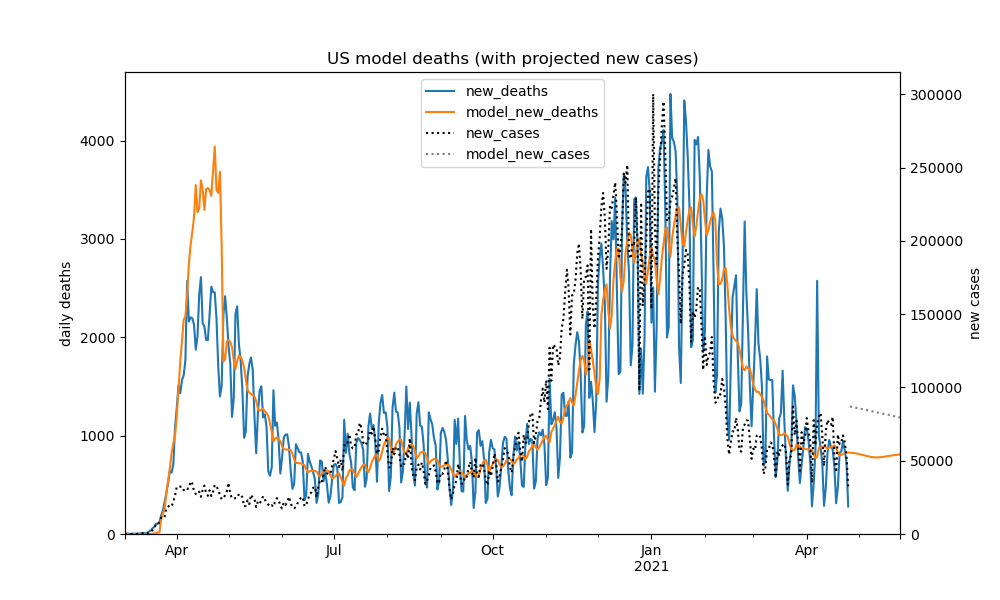 US model deaths (with projected new cases)
new_deaths
model_new_deaths
new_cases
model_new_cases
daily deaths
4000
3000
2000
1000
0
300000
250000
200000
150000
100000
50000
0
new cases
Apr
Jul
Oct
Jan
2021
Apr